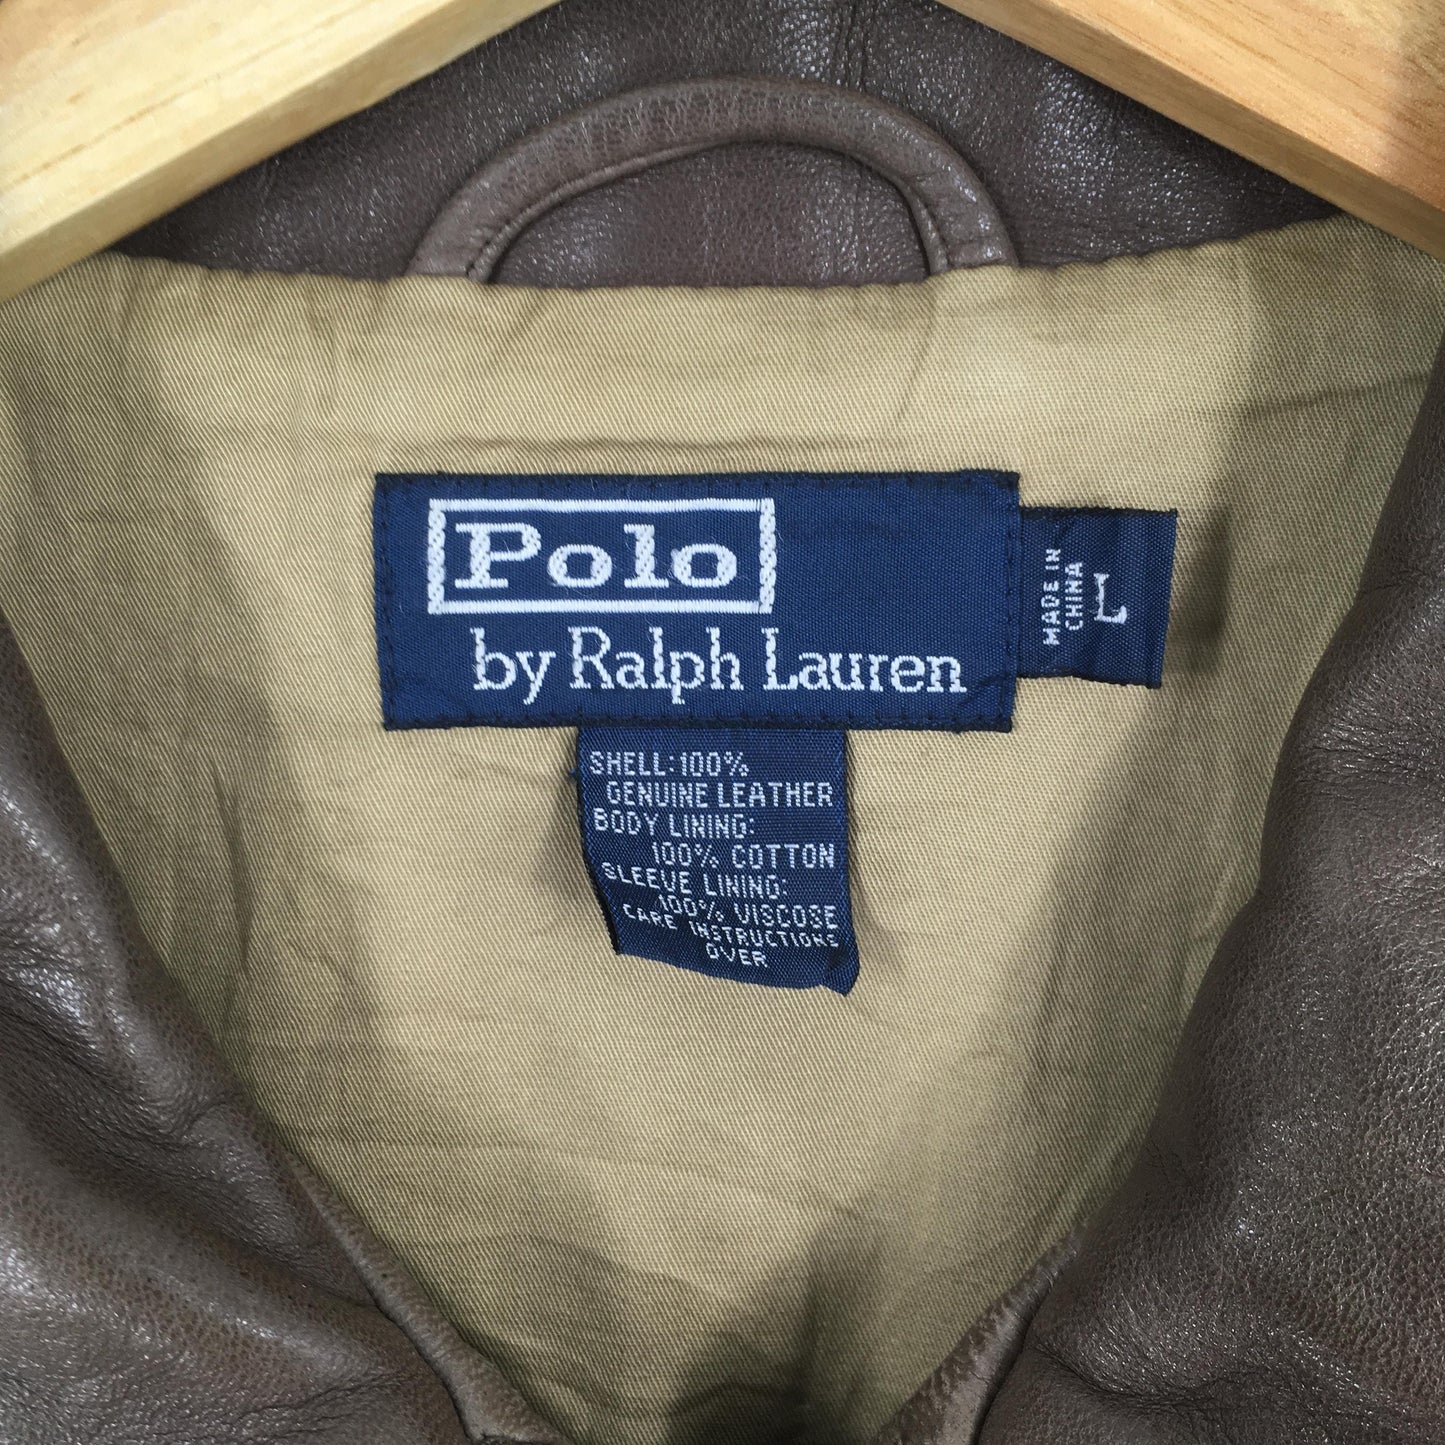 Polo
by Ralph Lauren
MADE IN
CHINA
L
SHELL:100%
GENUINE LEATHER
BODY LINING:
100% COTTON
SLEEVE LINING:
100% VISCOSE
CARE INSTRUCTIONS
OVER